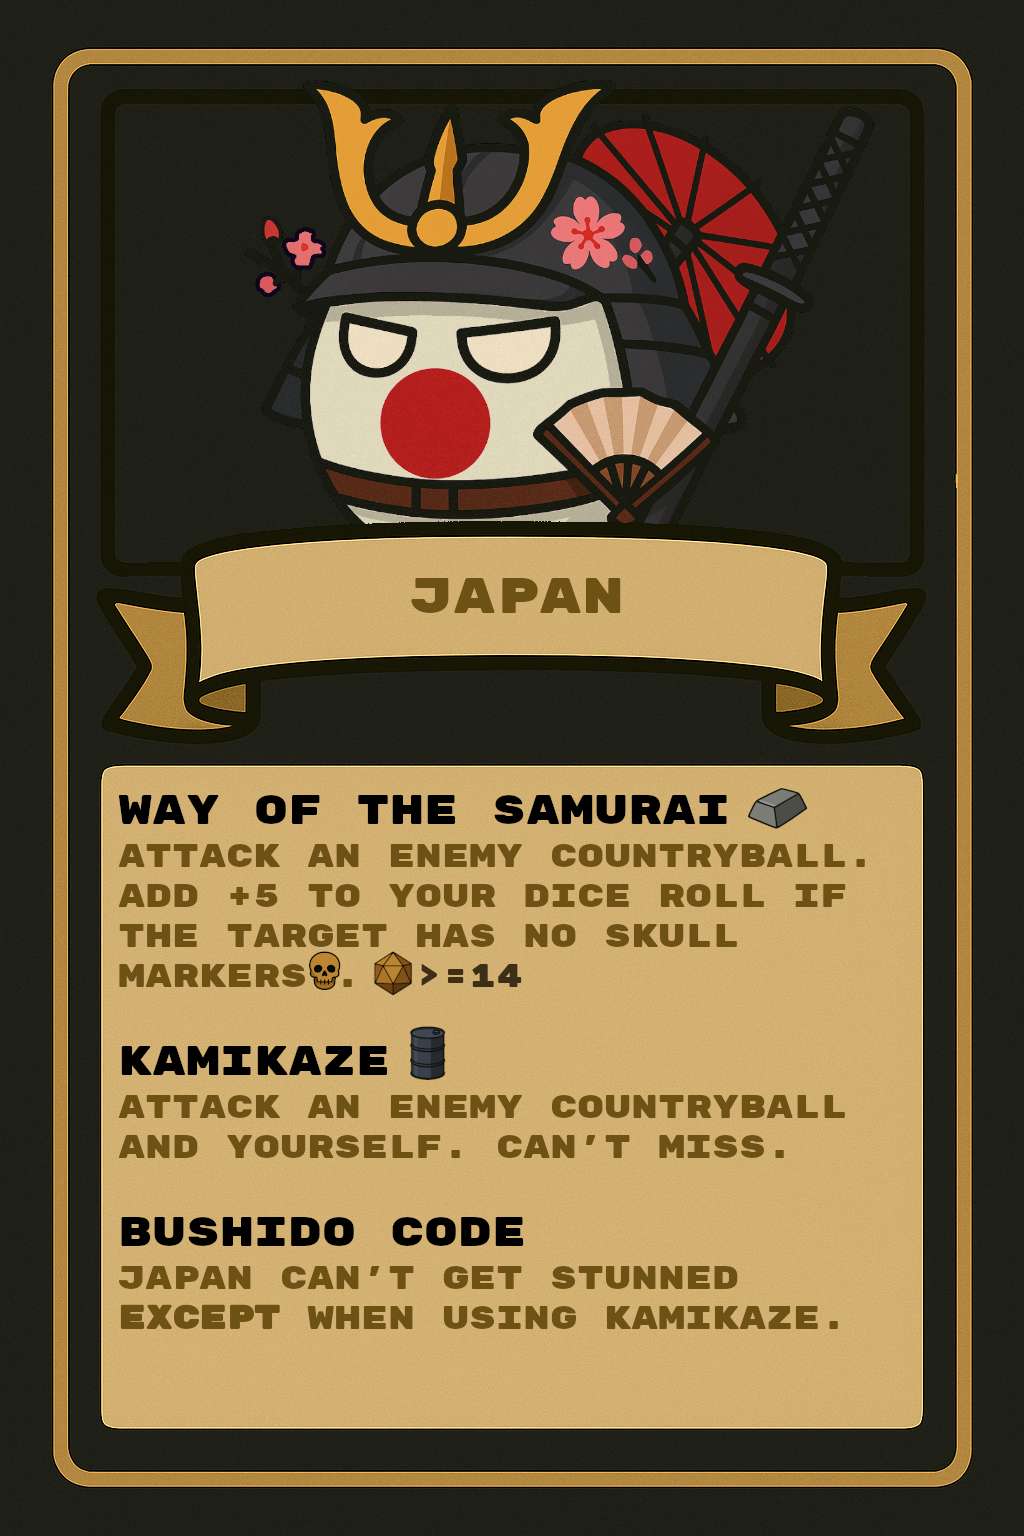 JAPAN
WAY OF THE SAMURAI
ATTACK AN ENEMY COUNTRYBALL.
ADD +5 TO YOUR DICE ROLL IF
THE TARGET HAS NO SKULL
MARKERS. >=14
KAMIKAZE
ATTACK AN ENEMY COUNTRYBALL
AND YOURSELF. CAN'T MISS.
BUSHIDO CODE
JAPAN CAN'T GET STUNNED
EXCEPT WHEN USING KAMIKAZE.